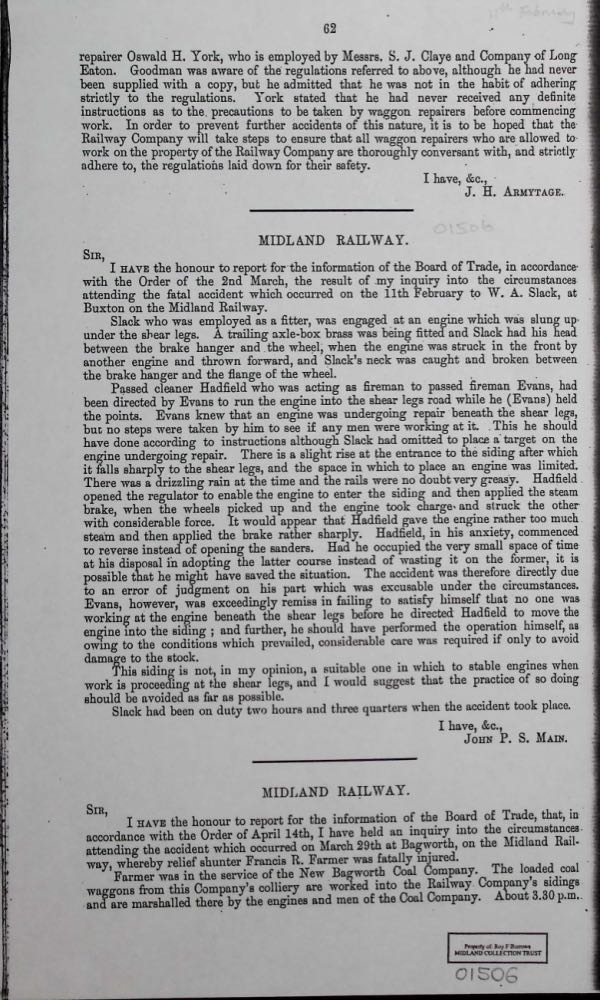 11th February
62
repairer Oswald H. York, who is employed by Messrs. S. J. Claye and Company of Long
Eaton. Goodman was aware of the regulations referred to above, although he had never
been supplied with a copy, but he admitted that he was not in the habit of adhering
strictly to the regulations. York stated that he had never received any definite
instructions as to the precautions to be taken by waggon repairers before commencing
work. In order to prevent further accidents of this nature, it is to be hoped that the
Railway Company will take steps to ensure that all waggon repairers who are allowed to
work on the property of the Railway Company are thoroughly conversant with, and strictly
adhere to, the regulations laid down for their safety.
I have, &c.,
J. H. ARMYTAGE.
01506
MIDLAND RAILWAY.
SIR,
I HAVE the honour to report for the information of the Board of Trade, in accordance
with the Order of the 2nd March, the result of my inquiry into the circumstances
attending the fatal accident which occurred on the 11th February to W. A. Slack, at
Buxton on the Midland Railway.
Slack who was employed as a fitter, was engaged at an engine which was slung up
under the shear legs. A trailing axle-box brass was being fitted and Slack had his head
between the brake hanger and the wheel, when the engine was struck in the front by
another engine and thrown forward, and Slack's neck was caught and broken between
the brake hanger and the flange of the wheel.
Passed cleaner Hadfield who was acting as fireman to passed fireman Evans, had
been directed by Evans to run the engine into the shear legs road while he (Evans) held
the points. Evans knew that an engine was undergoing repair beneath the shear legs,
but no steps were taken by him to see if any men were working at it. This he should
have done according to instructions although Slack had omitted to place a target on the
engine undergoing repair. There is a slight rise at the entrance to the siding after which
it falls sharply to the shear legs, and the space in which to place an engine was limited.
There was a drizzling rain at the time and the rails were no doubt very greasy. Hadfield
opened the regulator to enable the engine to enter the siding and then applied the steam
brake, when the wheels picked up and the engine took charge and struck the other
with considerable force. It would appear that Hadfield gave the engine rather too much
steam and then applied the brake rather sharply. Hadfield, in his anxiety, commenced
to reverse instead of opening the sanders. Had he occupied the very small space of time
at his disposal in adopting the latter course instead of wasting it on the former, it is
possible that he might have saved the situation. The accident was therefore directly due
to an error of judgment on his part which was excusable under the circumstances.
Evans, however, was exceedingly remiss in failing to satisfy himself that no one was
working at the engine beneath the shear legs before he directed Hadfield to move the
engine into the siding ; and further, he should have performed the operation himself, as
owing to the conditions which prevailed, considerable care was required if only to avoid
damage to the stock.
This siding is not, in my opinion, a suitable one in which to stable engines when
work is proceeding at the shear legs, and I would suggest that the practice of so doing
should be avoided as far as possible.
Slack had been on duty two hours and three quarters when the accident took place.
I have, &c.,
JOHN P. S. MAIN.
MIDLAND RAILWAY.
SIR,
I HAVE the honour to report for the information of the Board of Trade, that, in
accordance with the Order of April 14th, I have held an inquiry into the circumstances
attending the accident which occurred on March 29th at Bagworth, on the Midland Rail-
way, whereby relief shunter Francis R. Farmer was fatally injured.
Farmer was in the service of the New Bagworth Coal Company. The loaded coal
waggons from this Company's colliery are worked into the Railway Company's sidings
and are marshalled there by the engines and men of the Coal Company. About 3.30 p.m.
Property of Roy F Burrows
MIDLAND COLLECTION TRUST
01506